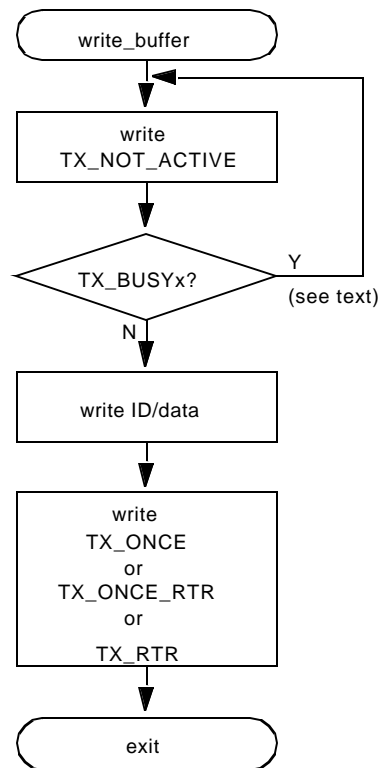 write_buffer
write
TX_NOT_ACTIVE
TX_BUSYx?
Y
(see text)
N
write ID/data
write
TX_ONCE
or
TX_ONCE_RTR
or
TX_RTR
exit